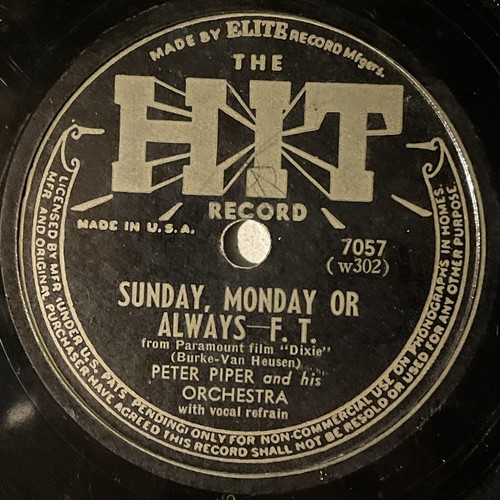 MADE BY ELITE RECORD Mfgers.
THE
HIT
RECORD
MADE IN U.S.A.
7057
(w302)
SUNDAY, MONDAY OR
ALWAYS—F. T.
from Paramount film "Dixie"
(Burke-Van Heusen)
PETER PIPER and his
ORCHESTRA
with vocal refrain
LICENSED BY MFR. (UNDER U.S. PATS. PENDING) ONLY FOR NON-COMMERCIAL USE ON PHONOGRAPHS IN HOMES.
MFR. AND ORIGINAL PURCHASER HAVE AGREED THIS RECORD SHALL NOT BE RESOLD OR USED FOR ANY OTHER PURPOSE.